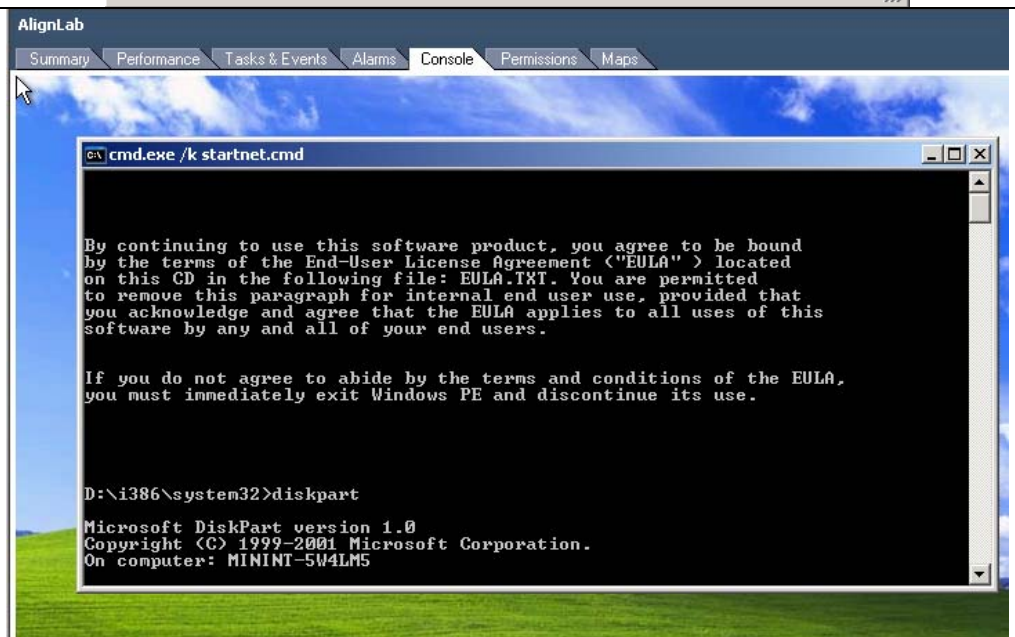 AlignLab
Summary Performance Tasks & Events Alarms Console Permissions Maps
cmd.exe /k startnet.cmd
By continuing to use this software product, you agree to be bound
by the terms of the End-User License Agreement ("EULA" ) located
on this CD in the following file: EULA.TXT. You are permitted
to remove this paragraph for internal end user use, provided that
you acknowledge and agree that the EULA applies to all uses of this
software by any and all of your end users.
If you do not agree to abide by the terms and conditions of the EULA,
you must immediately exit Windows PE and discontinue its use.
D:\i386\system32>diskpart
Microsoft DiskPart version 1.0
Copyright (C) 1999-2001 Microsoft Corporation.
On computer: MININT-5W4LM5